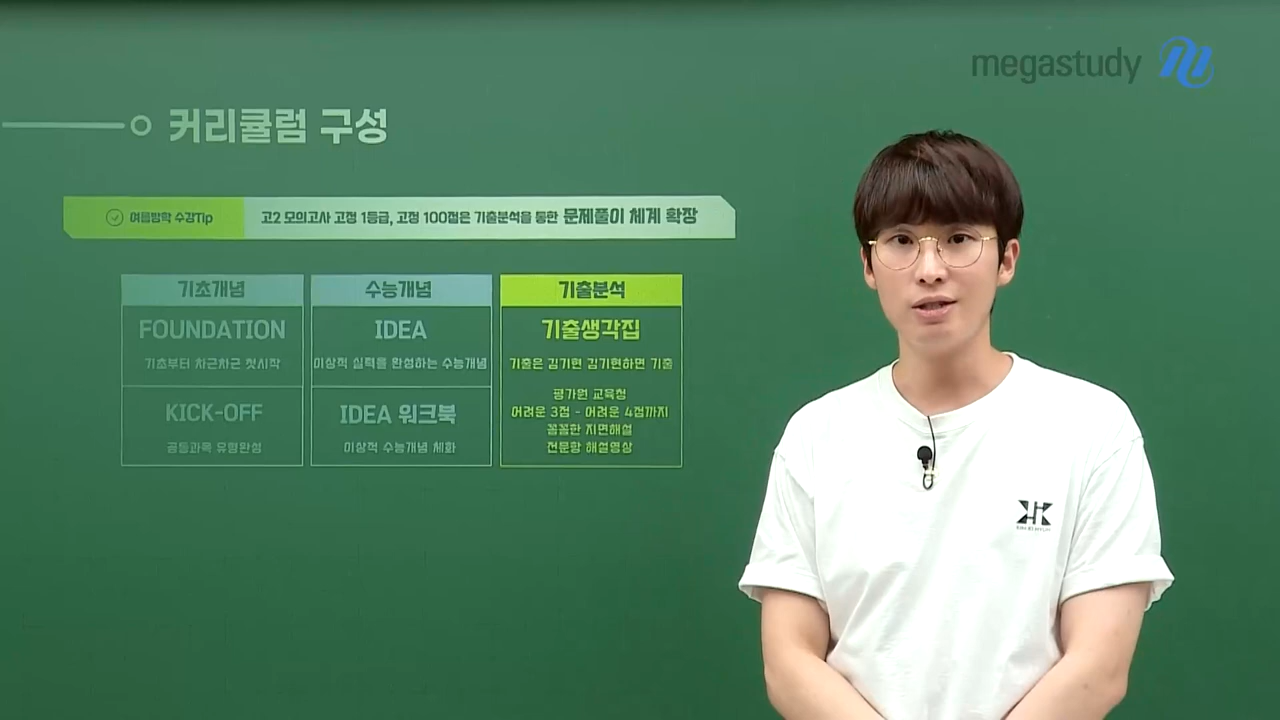 megastudy
커리큘럼 구성
여름방학 수강Tip
고2 모의고사 고정 1등급, 고정 100점은 기출분석을 통한 문제풀이 체계 확장
기초개념
FOUNDATION
기초부터 차근차근 첫시작
KICK-OFF
공통과목 유형완성
수능개념
IDEA
이상적 실력을 완성하는 수능개념
IDEA 워크북
이상적 수능개념 체화
기출분석
기출생각집
기출은 김기현 김기현하면 기출
평가원 교육청
어려운 3점 - 어려운 4점까지
꼼꼼한 지면해설
전문항 해설영상